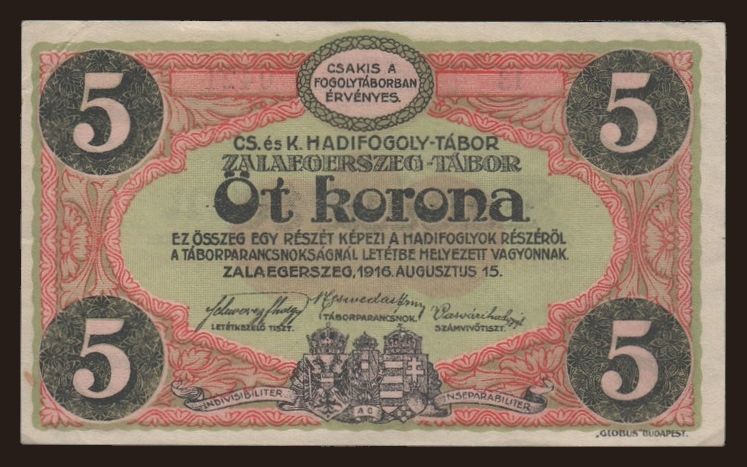 5
5
CSAKIS A
FOGOLYTÁBORBAN
ÉRVÉNYES.
CS. és K. HADIFOGOLY-TÁBOR
ZALAEGERSZEG-TÁBOR
Öt korona
EZ ÖSSZEG EGY RÉSZÉT KÉPEZI A HADIFOGLYOK RÉSZÉRŐL
A TÁBORPARANCSNOKSÁGNÁL LETÉTBE HELYEZETT VAGYONNAK.
ZALAEGERSZEG, 1916. AUGUSZTUS 15.
LETÉTKEZELŐ TISZT.
TÁBORPARANCSNOK.
SZÁMVIVŐTISZT.
5
5
INDIVISIBILITER
AC
INSEPARABILITER
„GLOBUS" BUDAPEST.